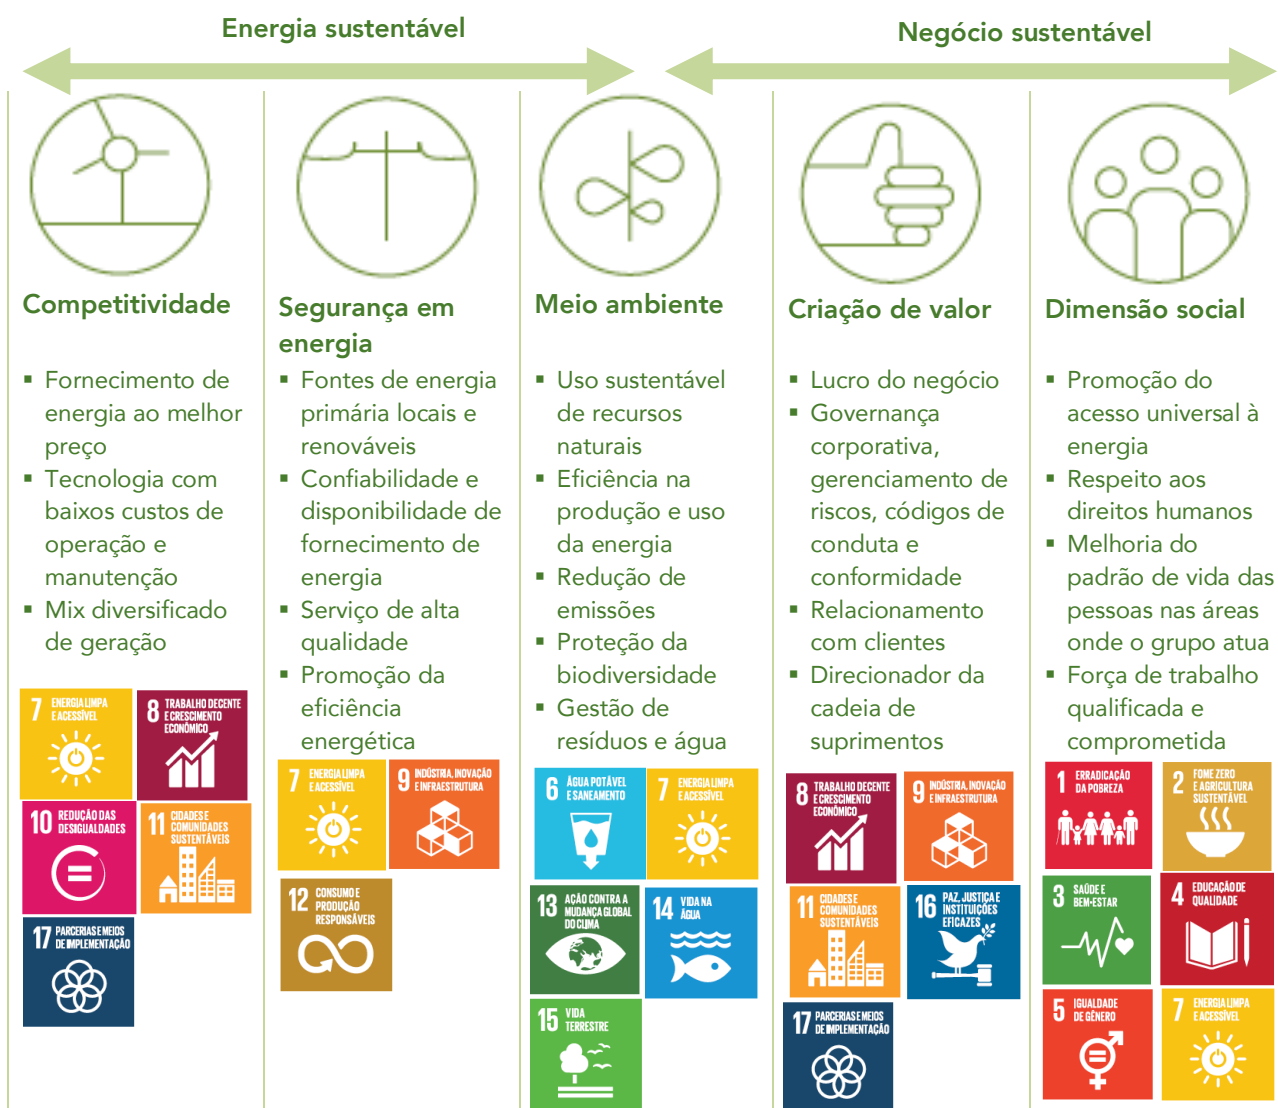 Energia sustentável
Negócio sustentável
Competitividade
▪ Fornecimento de
energia ao melhor
preço
▪ Tecnologia com
baixos custos de
operação e
manutenção
▪ Mix diversificado
de geração
7 ENERGIA LIMPA
E ACESSÍVEL
8 TRABALHO DECENTE
E CRESCIMENTO
ECONÔMICO
10 REDUÇÃO DAS
DESIGUALDADES
11 CIDADES E
COMUNIDADES
SUSTENTÁVEIS
17 PARCERIAS E MEIOS
DE IMPLEMENTAÇÃO
Segurança em
energia
▪ Fontes de energia
primária locais e
renováveis
▪ Confiabilidade e
disponibilidade de
fornecimento de
energia
▪ Serviço de alta
qualidade
▪ Promoção da
eficiência
energética
7 ENERGIA LIMPA
E ACESSÍVEL
9 INDÚSTRIA, INOVAÇÃO
E INFRAESTRUTURA
12 CONSUMO E
PRODUÇÃO
RESPONSÁVEIS
Meio ambiente
▪ Uso sustentável
de recursos
naturais
▪ Eficiência na
produção e uso
da energia
▪ Redução de
emissões
▪ Proteção da
biodiversidade
▪ Gestão de
resíduos e água
6 ÁGUA POTÁVEL
E SANEAMENTO
7 ENERGIA LIMPA
E ACESSÍVEL
13 AÇÃO CONTRA A
MUDANÇA GLOBAL
DO CLIMA
14 VIDA NA
ÁGUA
15 VIDA
TERRESTRE
Criação de valor
▪ Lucro do negócio
▪ Governança
corporativa,
gerenciamento de
riscos, códigos de
conduta e
conformidade
▪ Relacionamento
com clientes
▪ Direcionador da
cadeia de
suprimentos
8 TRABALHO DECENTE
E CRESCIMENTO
ECONÔMICO
9 INDÚSTRIA, INOVAÇÃO
E INFRAESTRUTURA
11 CIDADES E
COMUNIDADES
SUSTENTÁVEIS
16 PAZ, JUSTIÇA E
INSTITUIÇÕES
EFICAZES
17 PARCERIAS E MEIOS
DE IMPLEMENTAÇÃO
Dimensão social
▪ Promoção do
acesso universal à
energia
▪ Respeito aos
direitos humanos
▪ Melhoria do
padrão de vida das
pessoas nas áreas
onde o grupo atua
▪ Força de trabalho
qualificada e
comprometida
1 ERRADICAÇÃO
DA POBREZA
2 FOME ZERO
E AGRICULTURA
SUSTENTÁVEL
3 SAÚDE E
BEM-ESTAR
4 EDUCAÇÃO DE
QUALIDADE
5 IGUALDADE
DE GÊNERO
7 ENERGIA LIMPA
E ACESSÍVEL